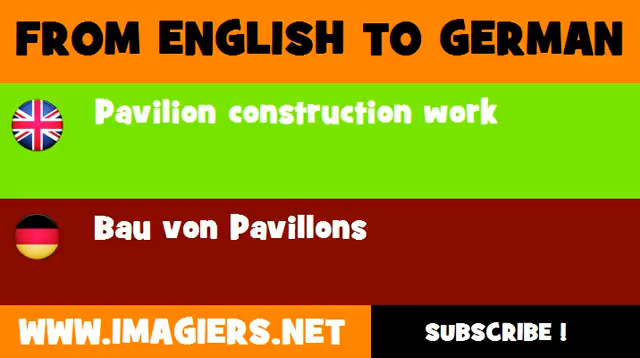 FROM ENGLISH TO GERMAN
Pavilion construction work
Bau von Pavillons
WWW.IMAGIERS.NET
SUBSCRIBE !